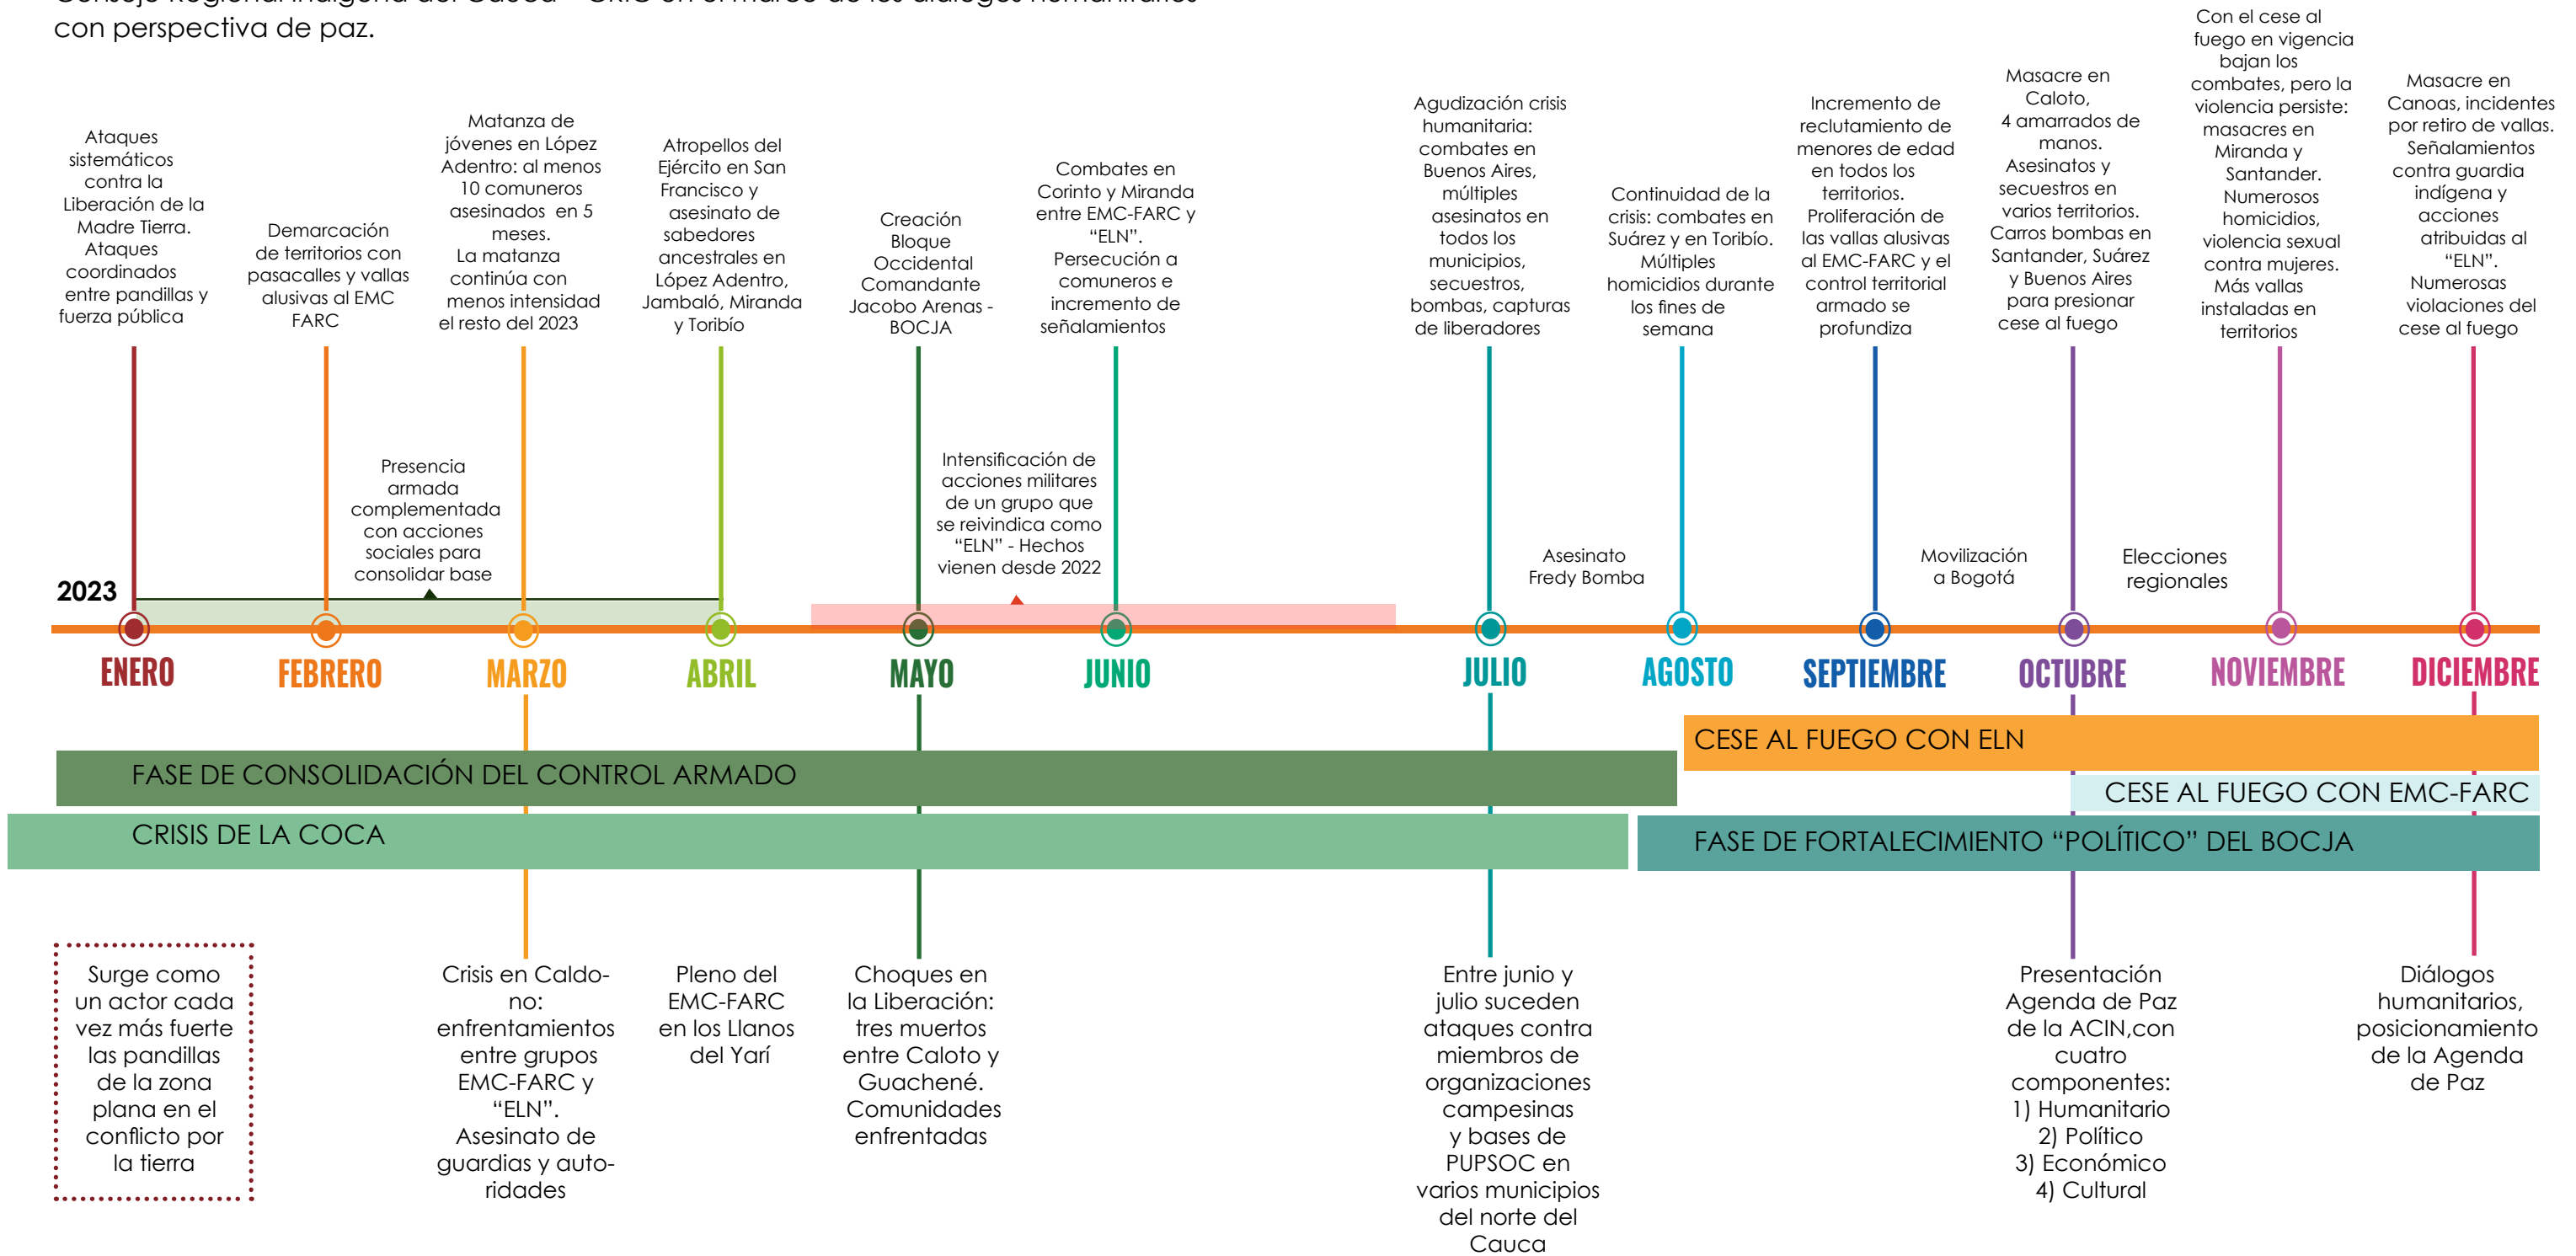 con perspectiva de paz.
Ataques
sistemáticos
contra la
Liberación de la
Madre Tierra.
Ataques
coordinados
entre pandillas y
fuerza pública
Demarcación
de territorios con
pasacalles y vallas
alusivas al EMC
FARC
Matanza de
jóvenes en López
Adentro: al menos
10 comuneros
asesinados en 5
meses.
La matanza
continúa con
menos intensidad
el resto del 2023
Atropellos del
Ejército en San
Francisco y
asesinato de
sabedores
ancestrales en
López Adentro,
Jambaló, Miranda
y Toribío
Creación
Bloque
Occidental
Comandante
Jacobo Arenas -
BOCJA
Combates en
Corinto y Miranda
entre EMC-FARC y
“ELN”.
Persecución a
comuneros e
incremento de
señalamientos
Agudización crisis
humanitaria:
combates en
Buenos Aires,
múltiples
asesinatos en
todos los
municipios,
secuestros,
bombas, capturas
de liberadores
Continuidad de la
crisis: combates en
Suárez y en Toribío.
Múltiples
homicidios durante
los fines de
semana
Incremento de
reclutamiento de
menores de edad
en todos los
territorios.
Proliferación de
las vallas alusivas
al EMC-FARC y el
control territorial
armado se
profundiza
Masacre en
Caloto,
4 amarrados de
manos.
Asesinatos y
secuestros en
varios territorios.
Carros bombas en
Santander, Suárez
y Buenos Aires
para presionar
cese al fuego
Con el cese al
fuego en vigencia
bajan los
combates, pero la
violencia persiste:
masacres en
Miranda y
Santander.
Numerosos
homicidios,
violencia sexual
contra mujeres.
Más vallas
instaladas en
territorios
Masacre en
Canoas, incidentes
por retiro de vallas.
Señalamientos
contra guardia
indígena y
acciones
atribuidas al
“ELN”.
Numerosas
violaciones del
cese al fuego
Presencia
armada
complementada
con acciones
sociales para
consolidar base
Intensificación de
acciones militares
de un grupo que
se reivindica como
“ELN” - Hechos
vienen desde 2022
Asesinato
Fredy Bomba
Movilización
a Bogotá
Elecciones
regionales
2023
ENERO
FEBRERO
MARZO
ABRIL
MAYO
JUNIO
JULIO
AGOSTO
SEPTIEMBRE
OCTUBRE
NOVIEMBRE
DICIEMBRE
CESE AL FUEGO CON ELN
FASE DE CONSOLIDACIÓN DEL CONTROL ARMADO
CESE AL FUEGO CON EMC-FARC
CRISIS DE LA COCA
FASE DE FORTALECIMIENTO “POLÍTICO” DEL BOCJA
Surge como
un actor cada
vez más fuerte
las pandillas
de la zona
plana en el
conflicto por
la tierra
Crisis en Caldo-
no:
enfrentamientos
entre grupos
EMC-FARC y
“ELN”.
Asesinato de
guardias y auto-
ridades
Pleno del
EMC-FARC
en los Llanos
del Yarí
Choques en
la Liberación:
tres muertos
entre Caloto y
Guachené.
Comunidades
enfrentadas
Entre junio y
julio suceden
ataques contra
miembros de
organizaciones
campesinas
y bases de
PUPSOC en
varios municipios
del norte del
Cauca
Presentación
Agenda de Paz
de la ACIN,con
cuatro
componentes:
1) Humanitario
2) Político
3) Económico
4) Cultural
Diálogos
humanitarios,
posicionamiento
de la Agenda
de Paz